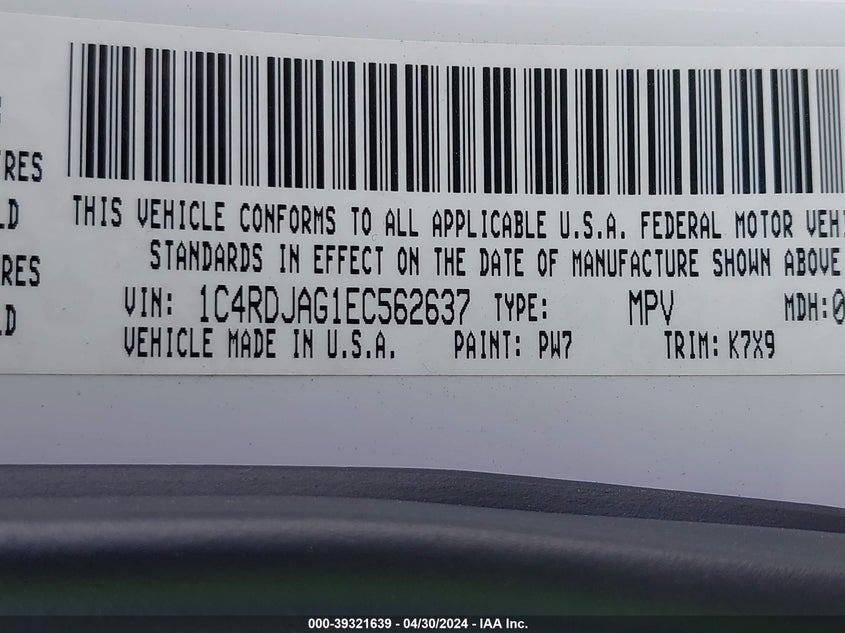 TRES
LD
RES
D
THIS VEHICLE CONFORMS TO ALL APPLICABLE U.S.A. FEDERAL MOTOR VEHI
STANDARDS IN EFFECT ON THE DATE OF MANUFACTURE SHOWN ABOVE
VIN: 1C4RDJAG1EC562637 TYPE: MPV MDH:0
VEHICLE MADE IN U.S.A. PAINT: PW7 TRIM: K7X9
000-39321639 - 04/30/2024 - IAA Inc.